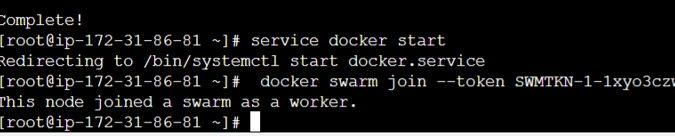 Complete!
[root@ip-172-31-86-81 ~]# service docker start
Redirecting to /bin/systemctl start docker.service
[root@ip-172-31-86-81 ~]#  docker swarm join --token SWMTKN-1-1xyo3czw
This node joined a swarm as a worker.
[root@ip-172-31-86-81 ~]#